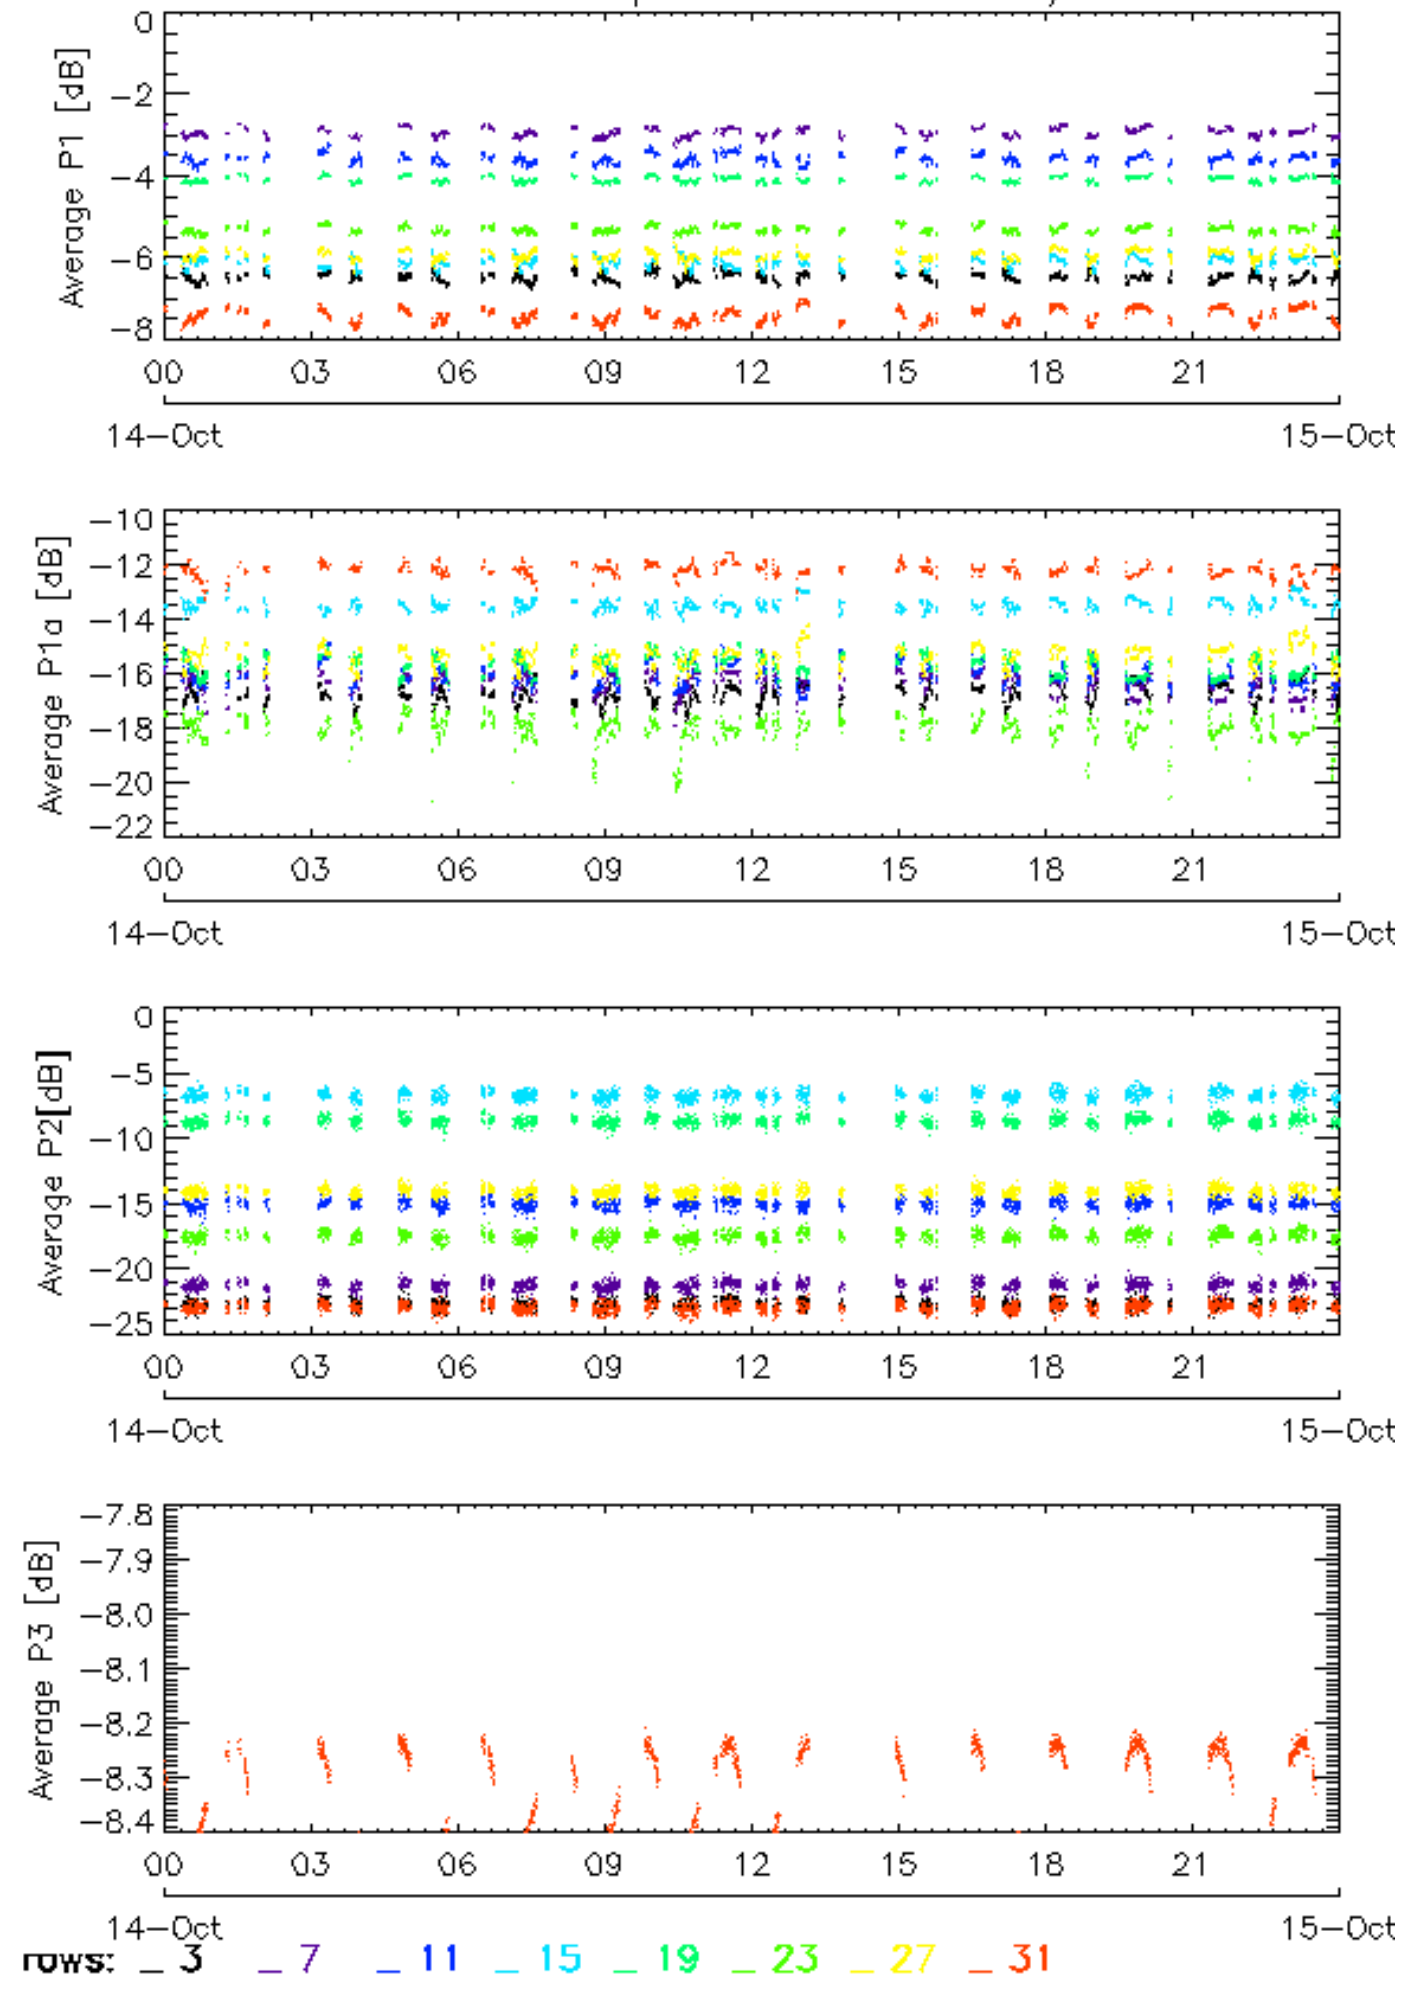 0
Average P1 [dB]
−2
−4
−6
−8
00 03 06 09 12 15 18 21
14−Oct 15−Oct
−10
Average P1a [dB]
−12
−14
−16
−18
−20
−22
00 03 06 09 12 15 18 21
14−Oct 15−Oct
0
Average P2[dB]
−5
−10
−15
−20
−25
00 03 06 09 12 15 18 21
14−Oct 15−Oct
−7.8
Average P3 [dB]
−7.9
−8.0
−8.1
−8.2
−8.3
−8.4
00 03 06 09 12 15 18 21
14−Oct 15−Oct
rows: _ 3 _ 7 _ 11 _ 15 _ 19 _ 23 _ 27 _ 31